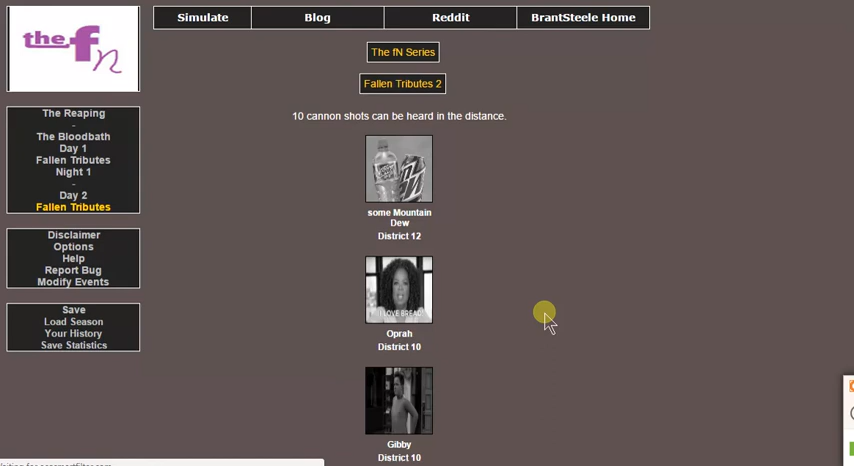 the fn
Simulate
Blog
Reddit
BrantSteele Home
The fN Series
Fallen Tributes 2
10 cannon shots can be heard in the distance.
The Reaping
-
The Bloodbath
Day 1
Fallen Tributes
Night 1
-
Day 2
Fallen Tributes
Disclaimer
Options
Help
Report Bug
Modify Events
Save
Load Season
Your History
Save Statistics
some Mountain
Dew
District 12
I LOVE BREAD
Oprah
District 10
Gibby
District 10